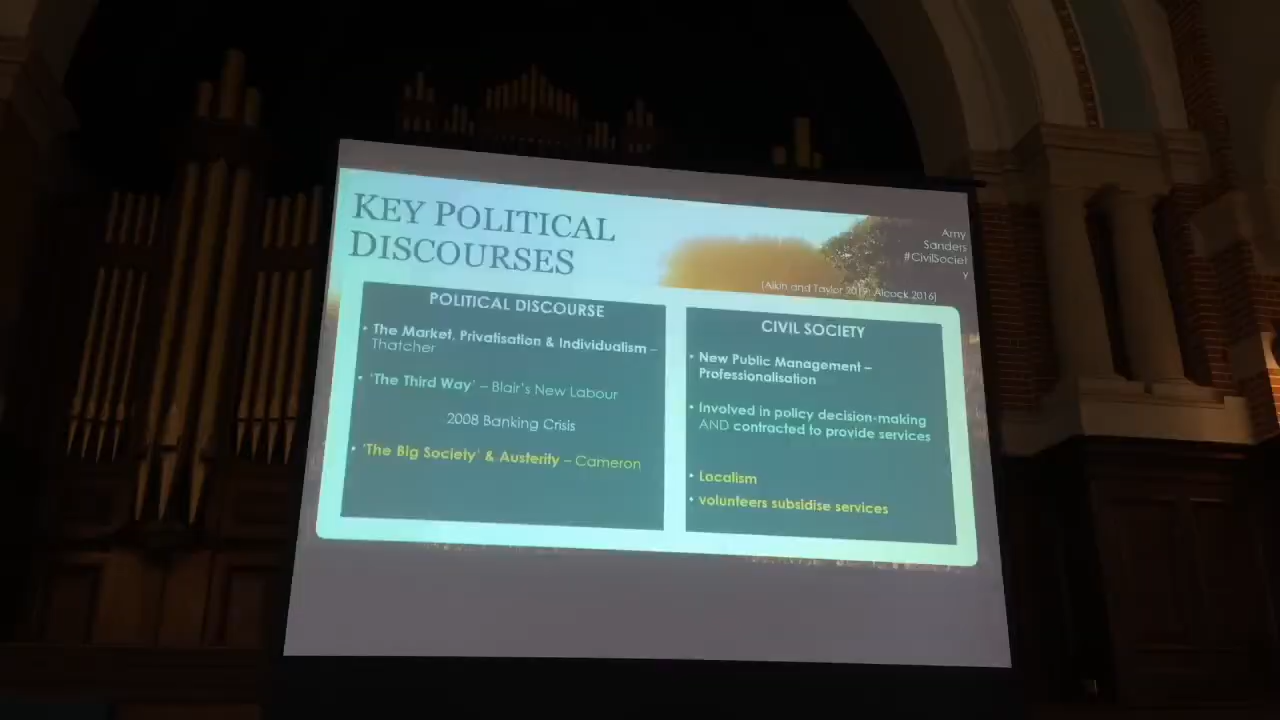 KEY POLITICAL
DISCOURSES
Amy
Sanders
#CivilSociet
y
(Aikin and Taylor 2019; Alcock 2016)
POLITICAL DISCOURSE
• The Market, Privatisation & Individualism –
Thatcher
• 'The Third Way' – Blair's New Labour
2008 Banking Crisis
• 'The Big Society' & Austerity – Cameron
CIVIL SOCIETY
• New Public Management –
Professionalisation
• Involved in policy decision-making
AND contracted to provide services
• Localism
• volunteers subsidise services